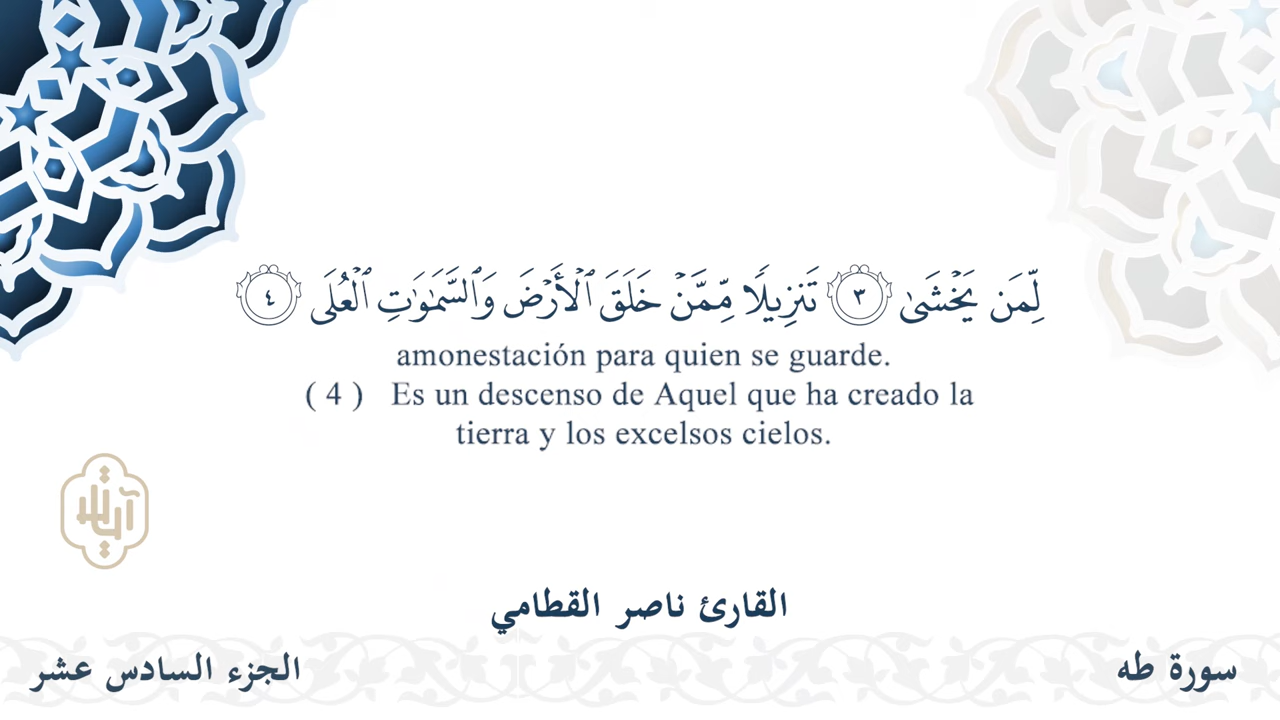 لِّمَن يَخۡشَىٰ ٣ تَنزِيلٗا مِّمَّنۡ خَلَقَ ٱلۡأَرۡضَ وَٱلسَّمَٰوَٰتِ ٱلۡعُلَى ٤
amonestación para quien se guarde.
( 4 ) Es un descenso de Aquel que ha creado la
tierra y los excelsos cielos.
القارئ ناصر القطامي
سورة طه
الجزء السادس عشر